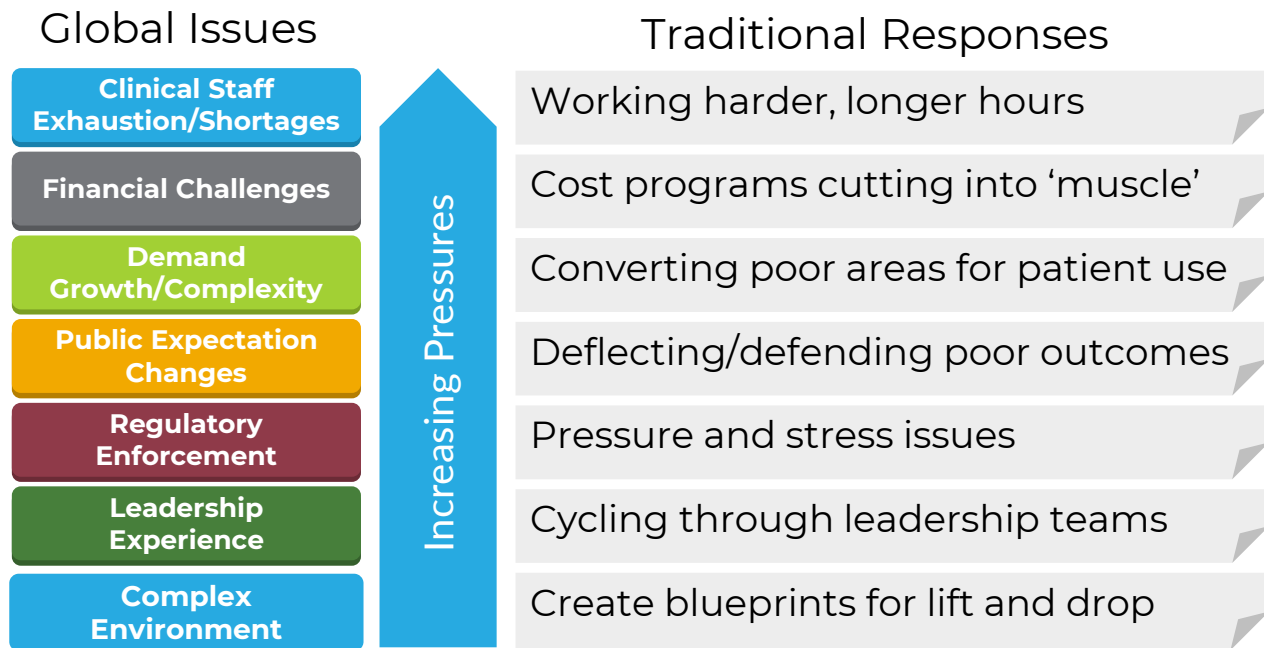 Global Issues
Traditional Responses
Clinical Staff
Exhaustion/Shortages
Working harder, longer hours
Financial Challenges
Cost programs cutting into ‘muscle’
Demand
Growth/Complexity
Converting poor areas for patient use
Public Expectation
Changes
Deflecting/defending poor outcomes
Regulatory
Enforcement
Pressure and stress issues
Leadership
Experience
Cycling through leadership teams
Complex
Environment
Create blueprints for lift and drop
Increasing Pressures